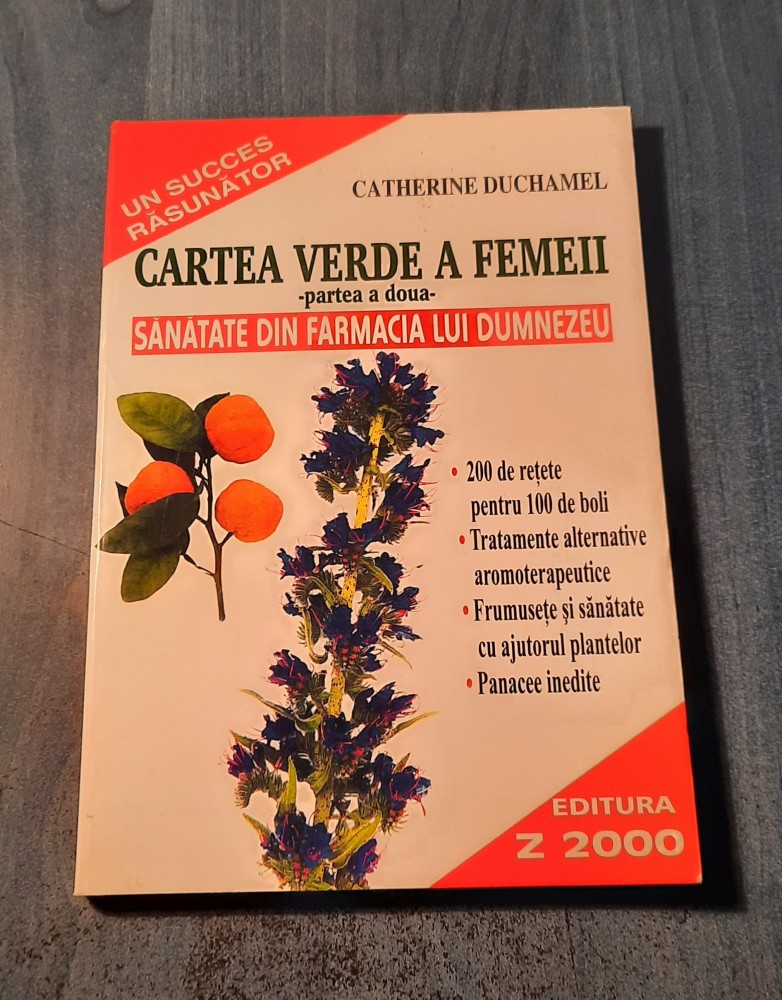 UN SUCCES
RĂSUNĂTOR
CATHERINE DUCHAMEL
CARTEA VERDE A FEMEII
-partea a doua-
SĂNĂTATE DIN FARMACIA LUI DUMNEZEU
• 200 de rețete
pentru 100 de boli
• Tratamente alternative
aromoterapeutice
• Frumusețe și sănătate
cu ajutorul plantelor
• Panacee inedite
EDITURA
Z 2000